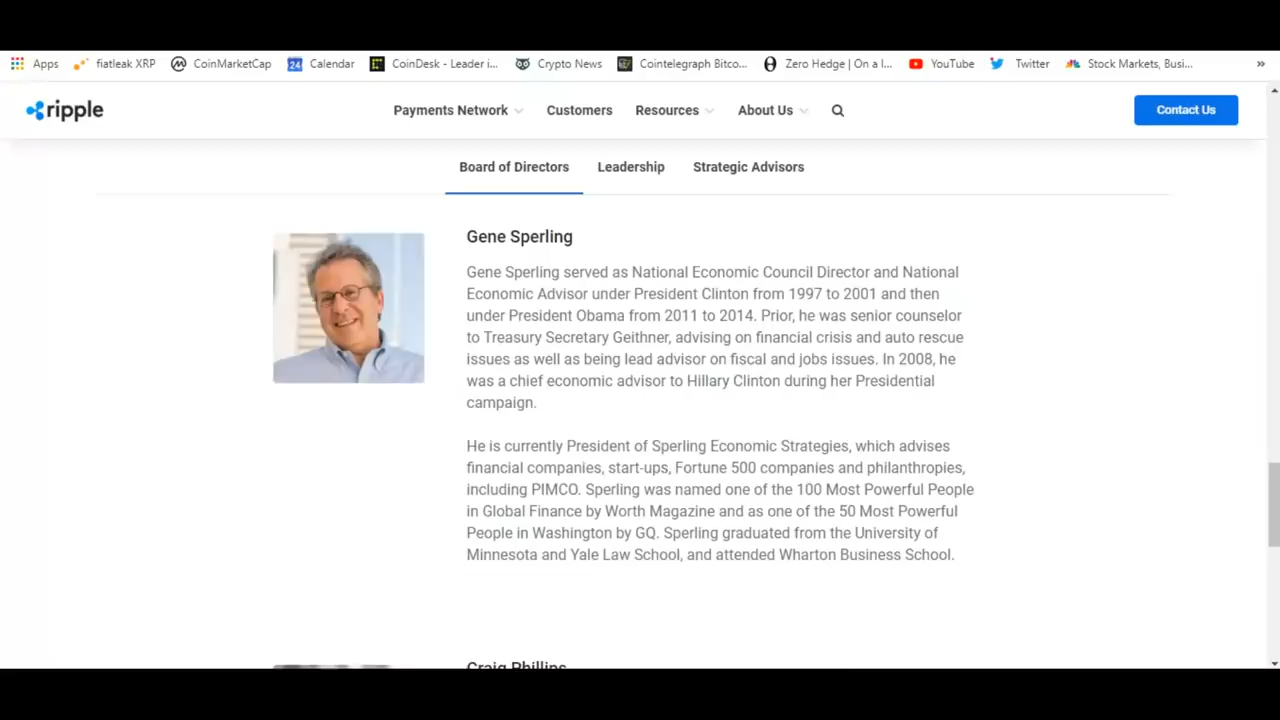 Apps fiatleak XRP CoinMarketCap 24 Calendar CoinDesk - Leader i... Crypto News Cointelegraph Bitco... Zero Hedge | On a l... YouTube Twitter Stock Markets, Busi... »
ripple Payments Network Customers Resources About Us Contact Us
Board of Directors Leadership Strategic Advisors
Gene Sperling
Gene Sperling served as National Economic Council Director and National
Economic Advisor under President Clinton from 1997 to 2001 and then
under President Obama from 2011 to 2014. Prior, he was senior counselor
to Treasury Secretary Geithner, advising on financial crisis and auto rescue
issues as well as being lead advisor on fiscal and jobs issues. In 2008, he
was a chief economic advisor to Hillary Clinton during her Presidential
campaign.
He is currently President of Sperling Economic Strategies, which advises
financial companies, start-ups, Fortune 500 companies and philanthropies,
including PIMCO. Sperling was named one of the 100 Most Powerful People
in Global Finance by Worth Magazine and as one of the 50 Most Powerful
People in Washington by GQ. Sperling graduated from the University of
Minnesota and Yale Law School, and attended Wharton Business School.
Craig Phillips